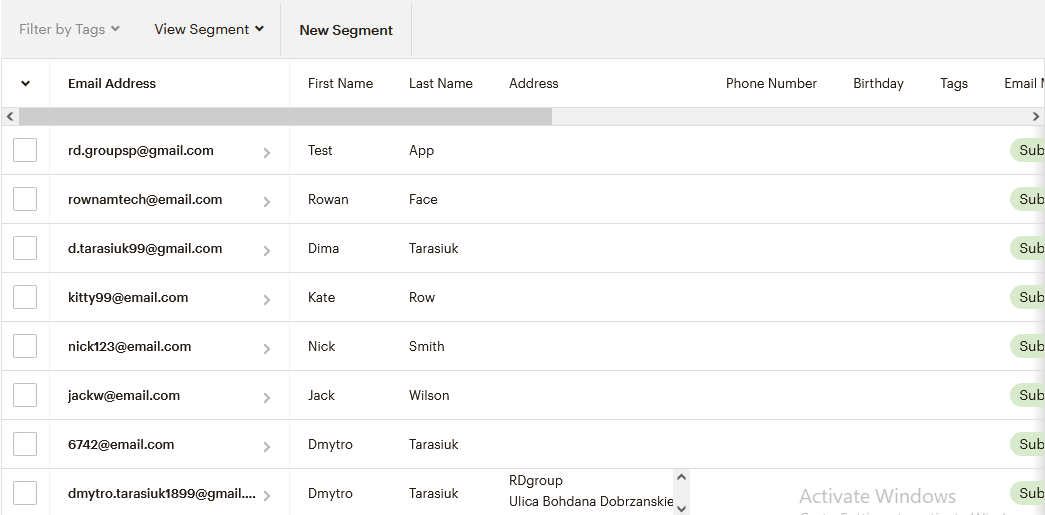 Filter by Tags View Segment New Segment
Email Address First Name Last Name Address Phone Number Birthday Tags Email
rd.groupsp@gmail.com Test App Sub
rownamtech@email.com Rowan Face Sub
d.tarasiuk99@gmail.com Dima Tarasiuk Sub
kitty99@email.com Kate Row Sub
nick123@email.com Nick Smith Sub
jackw@email.com Jack Wilson Sub
6742@email.com Dmytro Tarasiuk Sub
dmytro.tarasiuk1899@gmail.... Dmytro Tarasiuk RDgroup Sub
Ulica Bohdana Dobrzanskie
Activate Windows